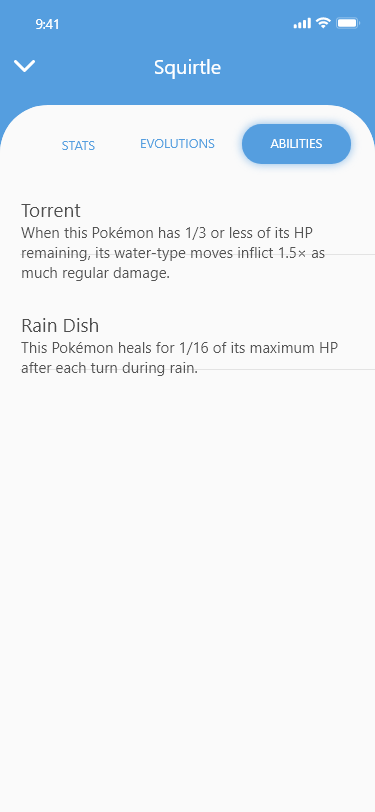 9:41
Squirtle
STATS
EVOLUTIONS
ABILITIES
Torrent
When this Pokémon has 1/3 or less of its HP
remaining, its water-type moves inflict 1.5× as
much regular damage.
Rain Dish
This Pokémon heals for 1/16 of its maximum HP
after each turn during rain.